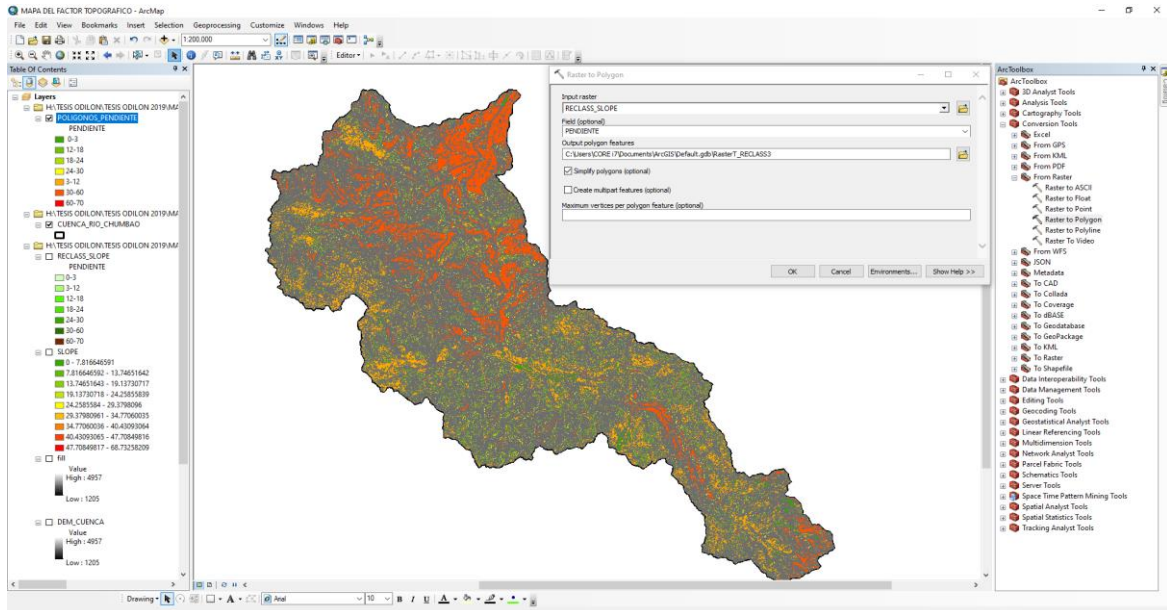 MAPA DEL FACTOR TOPOGRAFICO - ArcMap
File Edit View Bookmarks Insert Selection Geoprocessing Customize Windows Help
1:200.000
Editor
Table Of Contents
Layers
H:\TESIS ODILON\TESIS ODILON 2019\MA
POLIGONOS_PENDIENTE
PENDIENTE
0-3
12-18
18-24
24-30
3-12
30-60
60-70
H:\TESIS ODILON\TESIS ODILON 2019\MA
CUENCA_RIO_CHUMBAO
H:\TESIS ODILON\TESIS ODILON 2019\MA
RECLASS_SLOPE
PENDIENTE
0-3
3-12
12-18
18-24
24-30
30-60
60-70
SLOPE
0 - 7.816646591
7.816646592 - 13.74651642
13.74651643 - 19.13730717
19.13730718 - 24.25855839
24.2585584 - 29.3798096
29.37980961 - 34.77060035
34.77060036 - 40.43093064
40.43093065 - 47.70849816
47.70849817 - 68.73258209
fill
Value
High : 4957
Low : 1205
DEM_CUENCA
Value
High : 4957
Low : 1205
Raster to Polygon
Input raster
RECLASS_SLOPE
Field (optional)
PENDIENTE
Output polygon features
C:\Users\CORE i7\Documents\ArcGIS\Default.gdb\RasterT_RECLASS3
Simplify polygons (optional)
Create multipart features (optional)
Maximum vertices per polygon feature (optional)
OK Cancel Environments... Show Help >>
ArcToolbox
ArcToolbox
3D Analyst Tools
Analysis Tools
Cartography Tools
Conversion Tools
Excel
From GPS
From KML
From PDF
From Raster
Raster to ASCII
Raster to Float
Raster to Point
Raster to Polygon
Raster to Polyline
Raster To Video
From WFS
JSON
Metadata
To CAD
To Collada
To Coverage
To dBASE
To Geodatabase
To GeoPackage
To KML
To Raster
To Shapefile
Data Interoperability Tools
Data Management Tools
Editing Tools
Geocoding Tools
Geostatistical Analyst Tools
Linear Referencing Tools
Multidimension Tools
Network Analyst Tools
Parcel Fabric Tools
Schematics Tools
Server Tools
Space Time Pattern Mining Tools
Spatial Analyst Tools
Spatial Statistics Tools
Tracking Analyst Tools
Drawing A Arial 10 B I U A